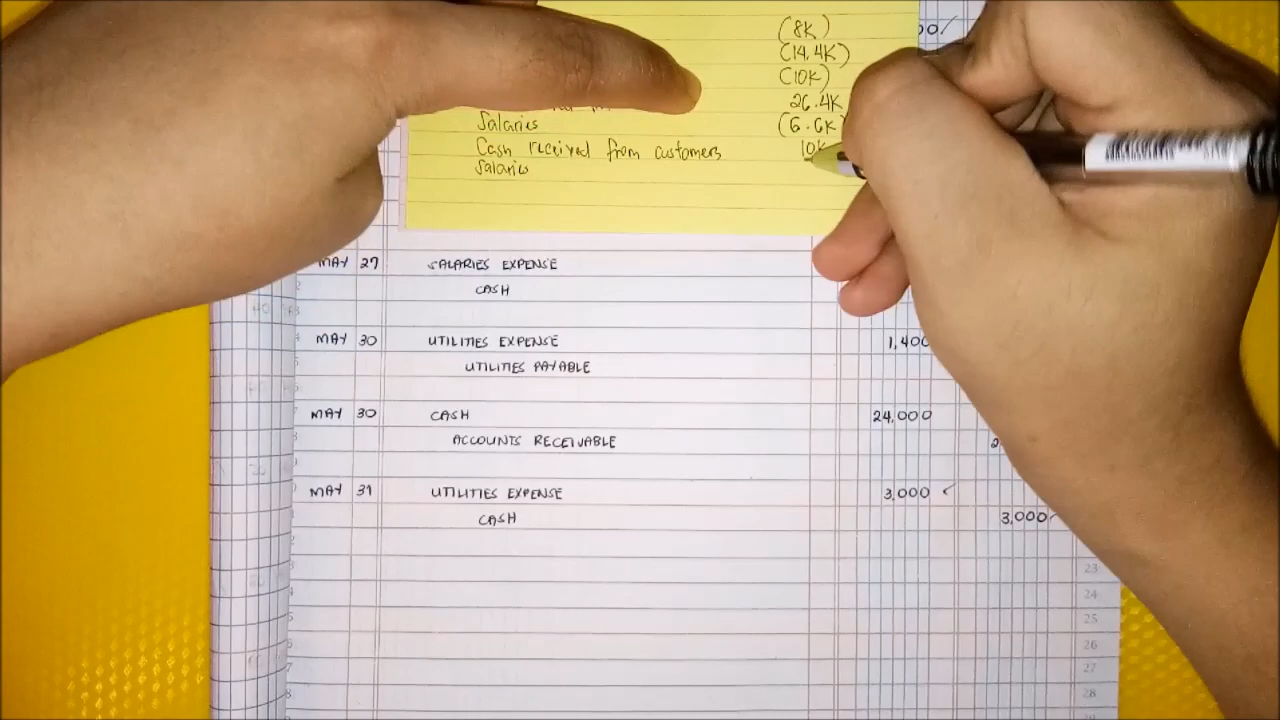 00/
(8K)
(14.4K)
(10K)
26.4K
Salaries (6.6K)
Cash received from customers 10K
Salaries
MAY 27 SALARIES EXPENSE
CASH
MAY 30 UTILITIES EXPENSE 1,400
UTILITIES PAYABLE
MAY 30 CASH 24,000
ACCOUNTS RECEIVABLE 2
MAY 31 UTILITIES EXPENSE 3,000 ✓
CASH 3,000 ✓
23
24
25
26
27
28